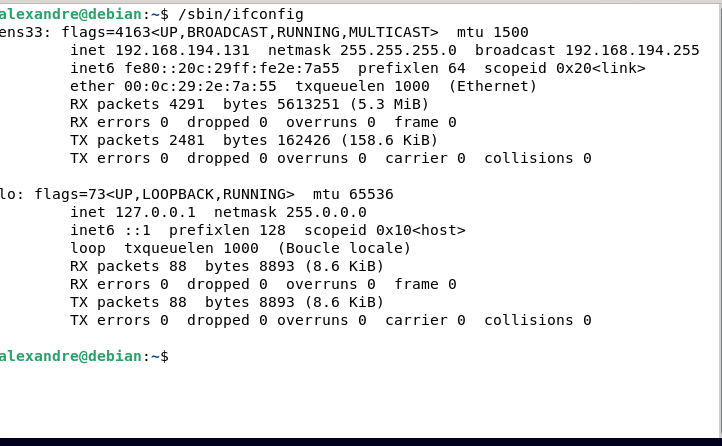 alexandre@debian:~$ /sbin/ifconfig
ens33: flags=4163<UP,BROADCAST,RUNNING,MULTICAST>  mtu 1500
        inet 192.168.194.131  netmask 255.255.255.0  broadcast 192.168.194.255
        inet6 fe80::20c:29ff:fe2e:7a55  prefixlen 64  scopeid 0x20<link>
        ether 00:0c:29:2e:7a:55  txqueuelen 1000  (Ethernet)
        RX packets 4291  bytes 5613251 (5.3 MiB)
        RX errors 0  dropped 0  overruns 0  frame 0
        TX packets 2481  bytes 162426 (158.6 KiB)
        TX errors 0  dropped 0 overruns 0  carrier 0  collisions 0

lo: flags=73<UP,LOOPBACK,RUNNING>  mtu 65536
        inet 127.0.0.1  netmask 255.0.0.0
        inet6 ::1  prefixlen 128  scopeid 0x10<host>
        loop  txqueuelen 1000  (Boucle locale)
        RX packets 88  bytes 8893 (8.6 KiB)
        RX errors 0  dropped 0  overruns 0  frame 0
        TX packets 88  bytes 8893 (8.6 KiB)
        TX errors 0  dropped 0 overruns 0  carrier 0  collisions 0

alexandre@debian:~$